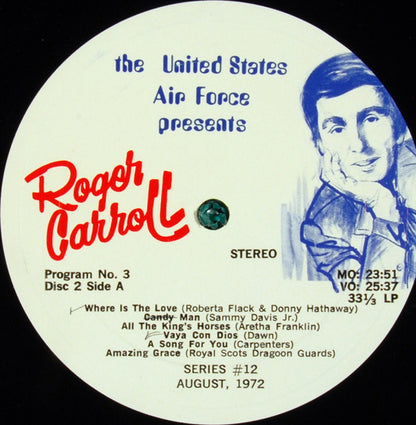 the United States
Air Force
presents
Roger
Carroll
STEREO
Program No. 3
Disc 2 Side A
MO: 23:51
VO: 25:37
33⅓ LP
Where Is The Love (Roberta Flack & Donny Hathaway)
Candy Man (Sammy Davis Jr.)
All The King's Horses (Aretha Franklin)
Vaya Con Dios (Dawn)
A Song For You (Carpenters)
Amazing Grace (Royal Scots Dragoon Guards)
SERIES #12
AUGUST, 1972